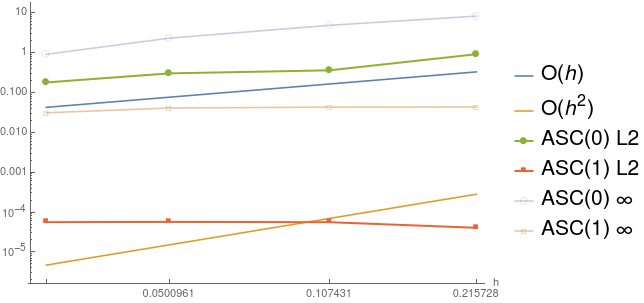 10
1
0.100
0.010
0.001
10⁻⁴
10⁻⁵
0.0500961
0.107431
0.215728
h
O(h)
O(h²)
ASC(0) L2
ASC(1) L2
ASC(0) ∞
ASC(1) ∞